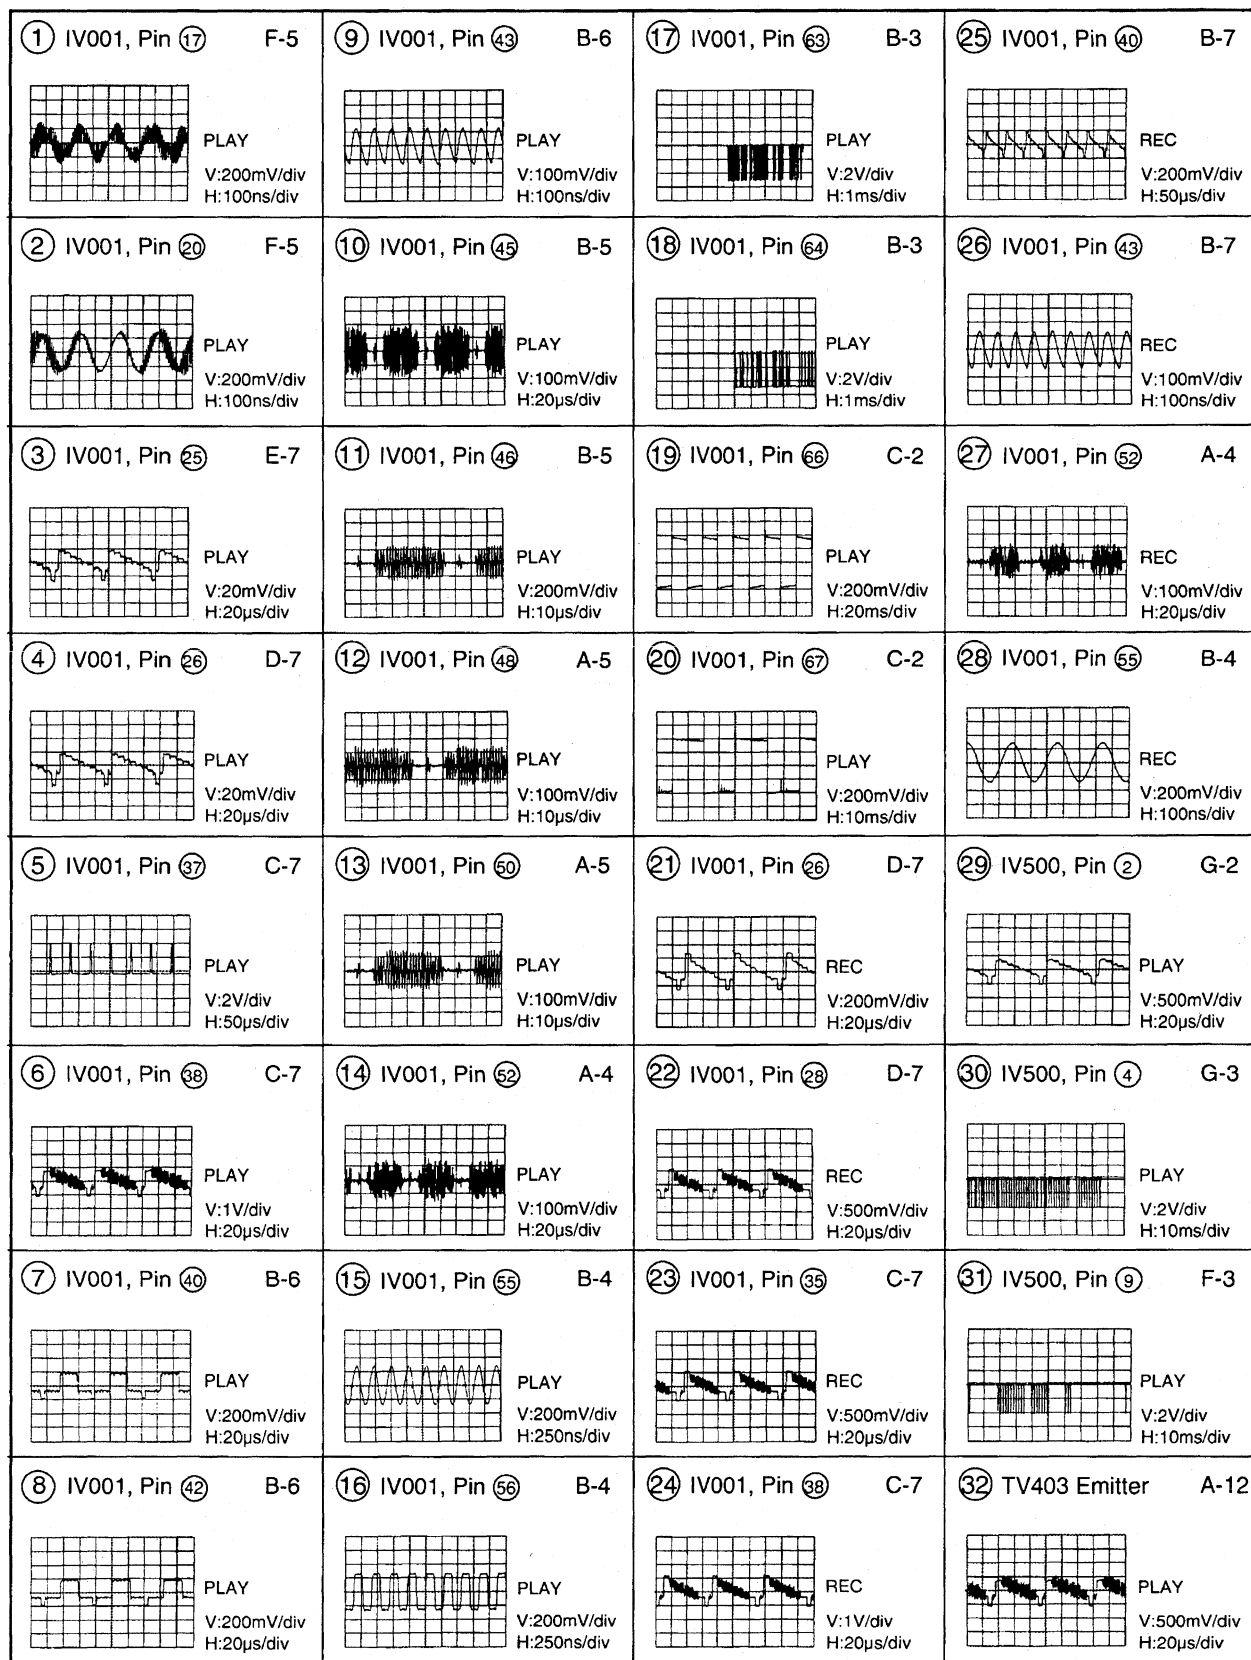 ① IV001, Pin ⑰ F-5
PLAY
V:200mV/div
H:100ns/div
② IV001, Pin ⑳ F-5
PLAY
V:200mV/div
H:100ns/div
③ IV001, Pin ㉕ E-7
PLAY
V:20mV/div
H:20µs/div
④ IV001, Pin ㉖ D-7
PLAY
V:20mV/div
H:20µs/div
⑤ IV001, Pin ㊲ C-7
PLAY
V:2V/div
H:50µs/div
⑥ IV001, Pin ㊳ C-7
PLAY
V:1V/div
H:20µs/div
⑦ IV001, Pin ㊵ B-6
PLAY
V:200mV/div
H:20µs/div
⑧ IV001, Pin ㊷ B-6
PLAY
V:200mV/div
H:20µs/div
⑨ IV001, Pin ㊸ B-6
PLAY
V:100mV/div
H:100ns/div
⑩ IV001, Pin ㊺ B-5
PLAY
V:100mV/div
H:20µs/div
⑪ IV001, Pin ㊻ B-5
PLAY
V:200mV/div
H:10µs/div
⑫ IV001, Pin ㊽ A-5
PLAY
V:100mV/div
H:10µs/div
⑬ IV001, Pin ㊿ A-5
PLAY
V:100mV/div
H:10µs/div
⑭ IV001, Pin (52) A-4
PLAY
V:100mV/div
H:20µs/div
⑮ IV001, Pin (55) B-4
PLAY
V:200mV/div
H:250ns/div
⑯ IV001, Pin (56) B-4
PLAY
V:200mV/div
H:250ns/div
⑰ IV001, Pin (63) B-3
PLAY
V:2V/div
H:1ms/div
⑱ IV001, Pin (64) B-3
PLAY
V:2V/div
H:1ms/div
⑲ IV001, Pin (66) C-2
PLAY
V:200mV/div
H:20ms/div
⑳ IV001, Pin (67) C-2
PLAY
V:200mV/div
H:10ms/div
㉑ IV001, Pin ㉖ D-7
REC
V:200mV/div
H:20µs/div
㉒ IV001, Pin ㉘ D-7
REC
V:500mV/div
H:20µs/div
㉓ IV001, Pin ㉟ C-7
REC
V:500mV/div
H:20µs/div
㉔ IV001, Pin ㊳ C-7
REC
V:1V/div
H:20µs/div
㉕ IV001, Pin ㊵ B-7
REC
V:200mV/div
H:50µs/div
㉖ IV001, Pin ㊸ B-7
REC
V:100mV/div
H:100ns/div
㉗ IV001, Pin (52) A-4
REC
V:100mV/div
H:20µs/div
㉘ IV001, Pin (55) B-4
REC
V:200mV/div
H:100ns/div
㉙ IV500, Pin ② G-2
PLAY
V:500mV/div
H:20µs/div
㉚ IV500, Pin ④ G-3
PLAY
V:2V/div
H:10ms/div
㉛ IV500, Pin ⑨ F-3
PLAY
V:2V/div
H:10ms/div
㉜ TV403 Emitter A-12
PLAY
V:500mV/div
H:20µs/div